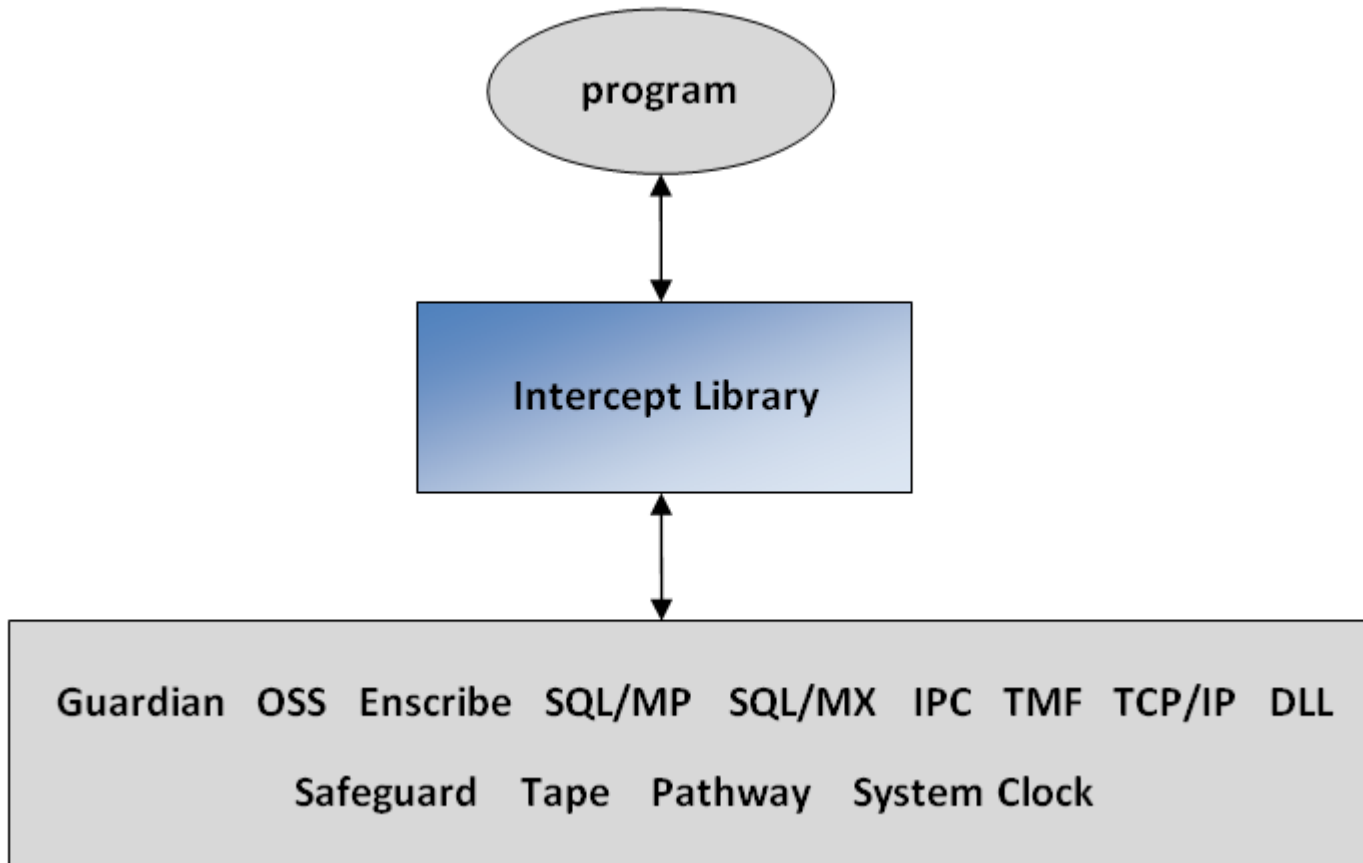 program
Intercept Library
Guardian OSS Enscribe SQL/MP SQL/MX IPC TMF TCP/IP DLL
Safeguard Tape Pathway System Clock